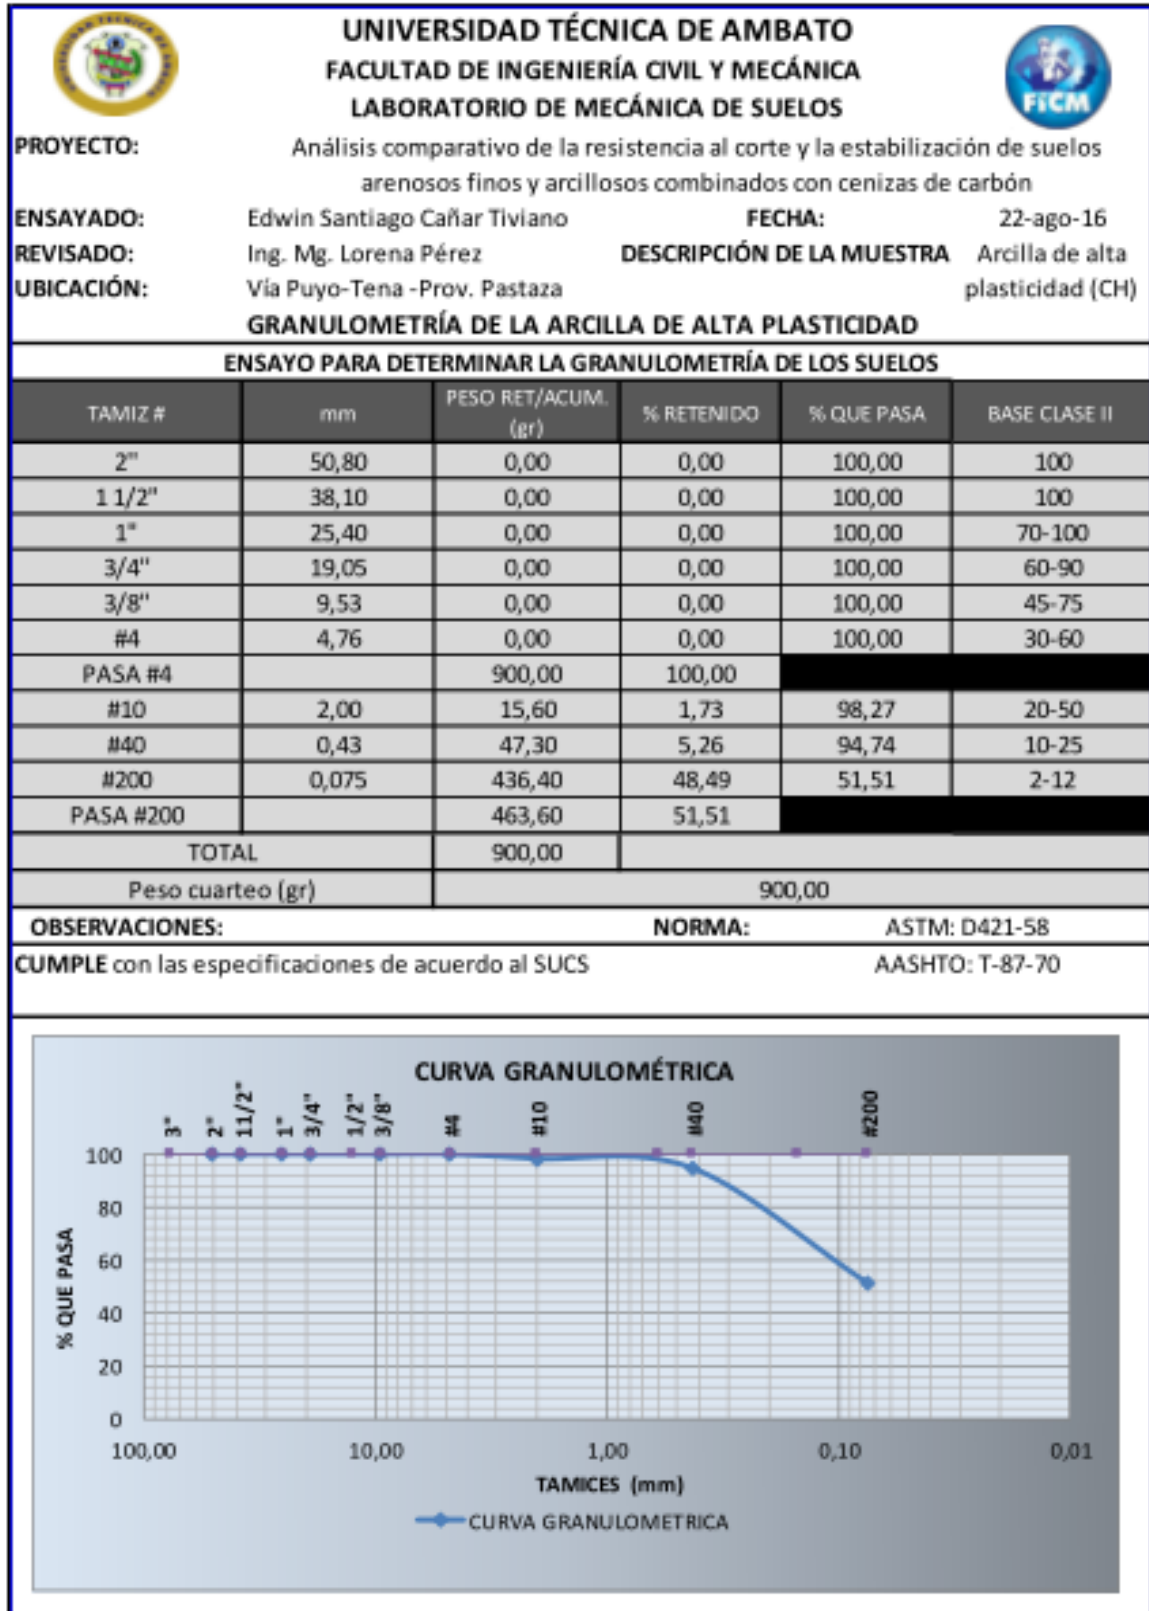 UNIVERSIDAD TÉCNICA DE AMBATO
FACULTAD DE INGENIERÍA CIVIL Y MECÁNICA
LABORATORIO DE MECÁNICA DE SUELOS
FICM
PROYECTO: Análisis comparativo de la resistencia al corte y la estabilización de suelos
arenosos finos y arcillosos combinados con cenizas de carbón
ENSAYADO: Edwin Santiago Cañar Tiviano FECHA: 22-ago-16
REVISADO: Ing. Mg. Lorena Pérez DESCRIPCIÓN DE LA MUESTRA Arcilla de alta
UBICACIÓN: Vía Puyo-Tena -Prov. Pastaza plasticidad (CH)
GRANULOMETRÍA DE LA ARCILLA DE ALTA PLASTICIDAD
ENSAYO PARA DETERMINAR LA GRANULOMETRÍA DE LOS SUELOS
TAMIZ # mm PESO RET/ACUM. (gr) % RETENIDO % QUE PASA BASE CLASE II
2" 50,80 0,00 0,00 100,00 100
1 1/2" 38,10 0,00 0,00 100,00 100
1" 25,40 0,00 0,00 100,00 70-100
3/4" 19,05 0,00 0,00 100,00 60-90
3/8" 9,53 0,00 0,00 100,00 45-75
#4 4,76 0,00 0,00 100,00 30-60
PASA #4 900,00 100,00
#10 2,00 15,60 1,73 98,27 20-50
#40 0,43 47,30 5,26 94,74 10-25
#200 0,075 436,40 48,49 51,51 2-12
PASA #200 463,60 51,51
TOTAL 900,00
Peso cuarteo (gr) 900,00
OBSERVACIONES: NORMA: ASTM: D421-58
CUMPLE con las especificaciones de acuerdo al SUCS AASHTO: T-87-70
CURVA GRANULOMÉTRICA
3" 2" 11/2" 1" 3/4" 1/2" 3/8" #4 #10 #40 #200
% QUE PASA
100
80
60
40
20
0
100,00 10,00 1,00 0,10 0,01
TAMICES (mm)
CURVA GRANULOMETRICA